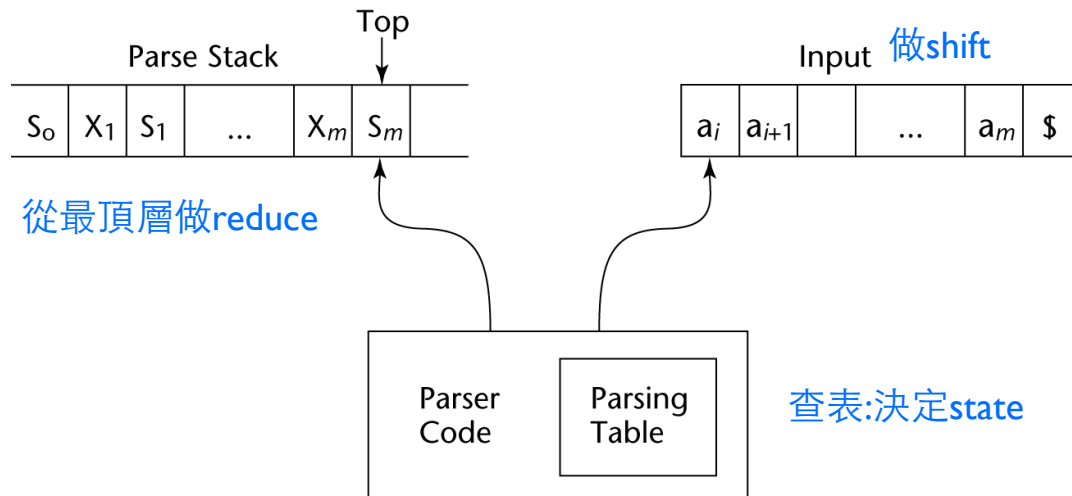 Top
Parse Stack
Input 做shift
S₀ X₁ S₁ ... Xₘ Sₘ
aᵢ aᵢ₊₁ ... aₘ $
從最頂層做reduce
Parser Code
Parsing Table
查表:決定state